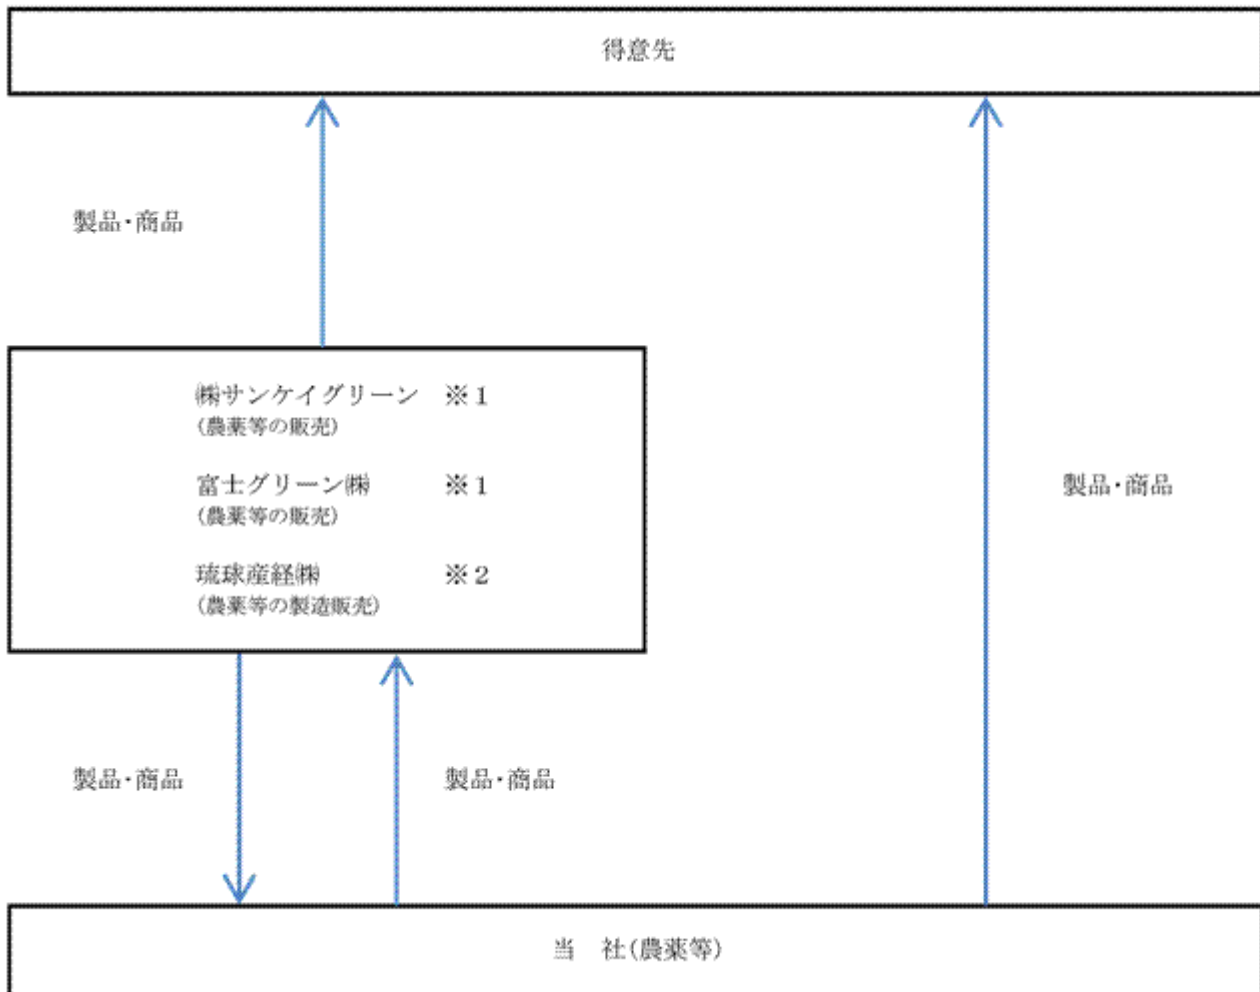 得意先
製品・商品
㈱サンケイグリーン ※1
(農薬等の販売)
富士グリーン㈱ ※1
(農薬等の販売)
製品・商品
琉球産経㈱ ※2
(農薬等の製造販売)
製品・商品 製品・商品
当 社(農薬等)